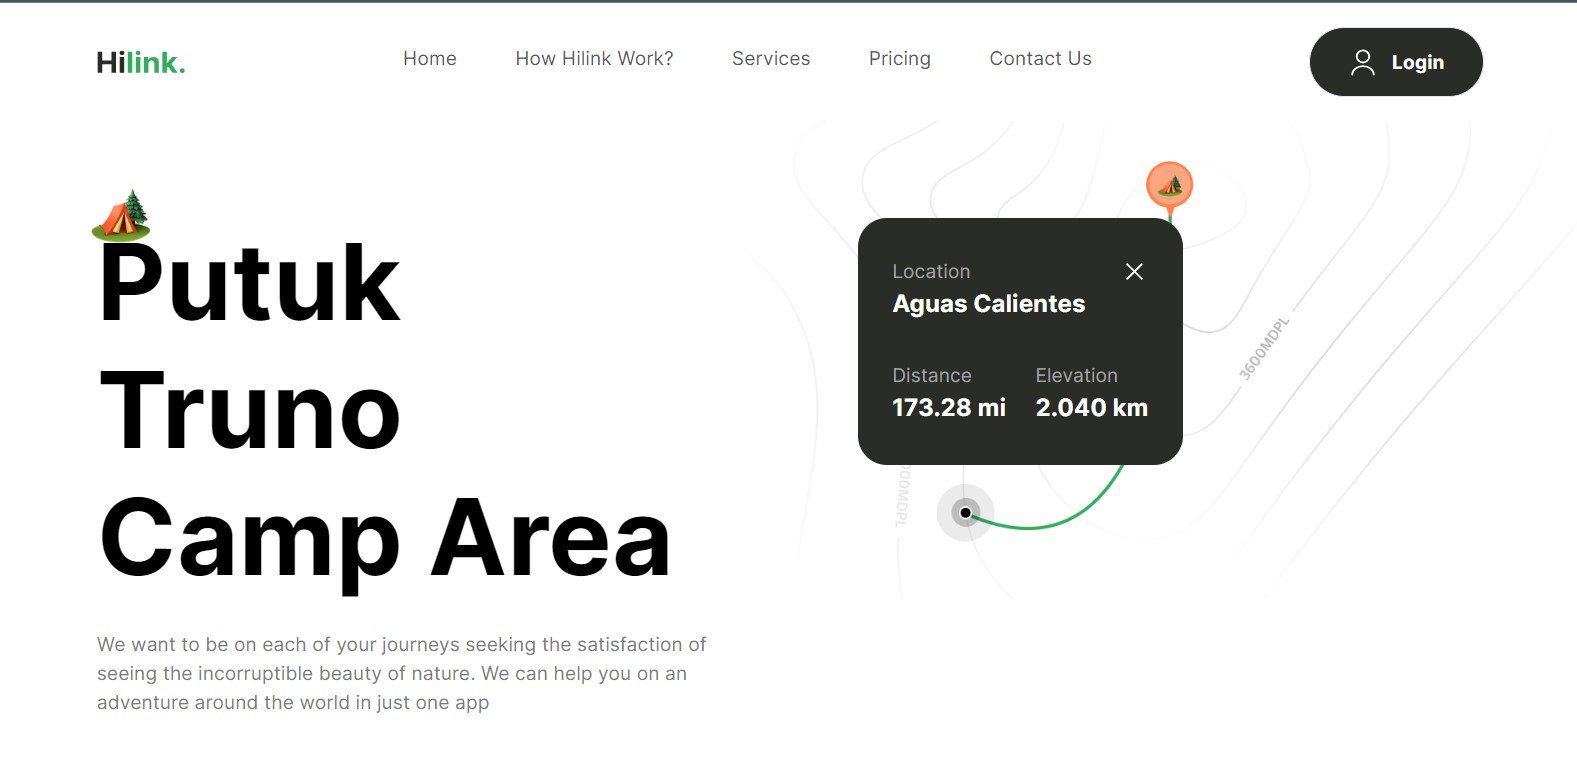 Hilink.
Home
How Hilink Work?
Services
Pricing
Contact Us
Login
Putuk
Truno
Camp Area
We want to be on each of your journeys seeking the satisfaction of
seeing the incorruptible beauty of nature. We can help you on an
adventure around the world in just one app
Location
Aguas Calientes
Distance
Elevation
173.28 mi
2.040 km
3600MDPL